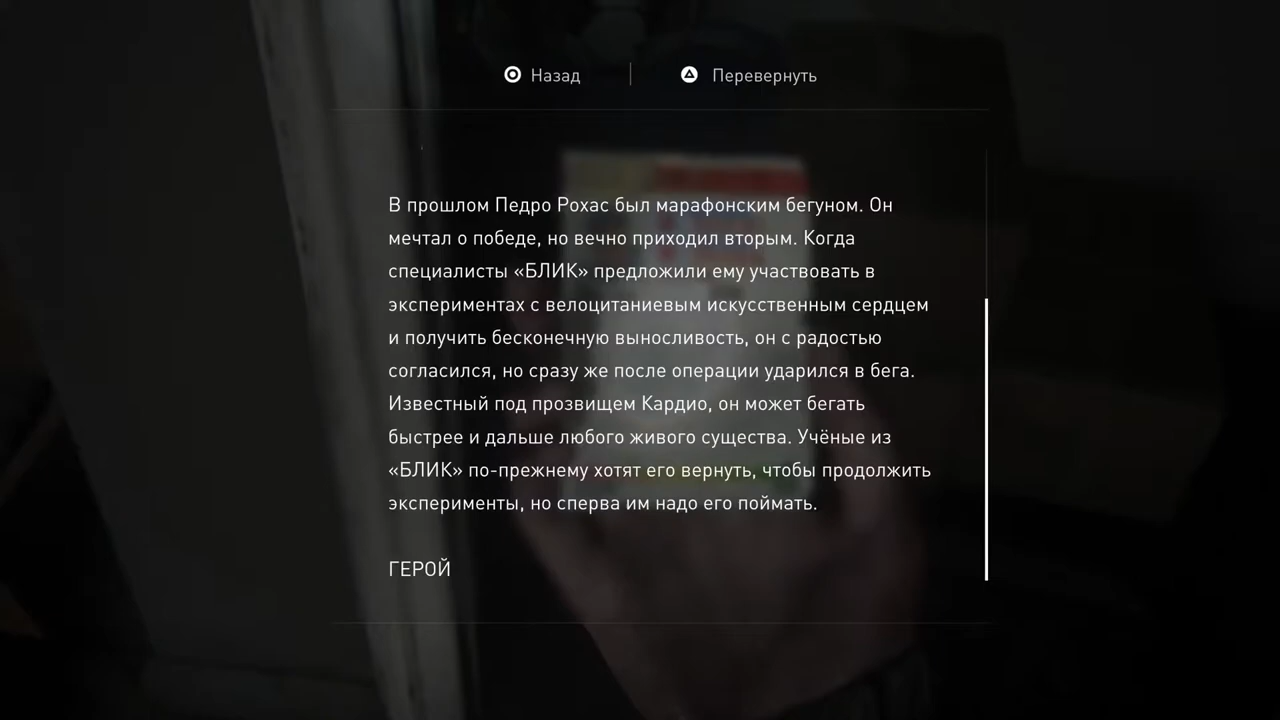 Назад
Перевернуть
В прошлом Педро Рохас был марафонским бегуном. Он
мечтал о победе, но вечно приходил вторым. Когда
специалисты «БЛИК» предложили ему участвовать в
экспериментах с велоцитаниевым искусственным сердцем
и получить бесконечную выносливость, он с радостью
согласился, но сразу же после операции ударился в бега.
Известный под прозвищем Кардио, он может бегать
быстрее и дальше любого живого существа. Учёные из
«БЛИК» по-прежнему хотят его вернуть, чтобы продолжить
эксперименты, но сперва им надо его поймать.
ГЕРОЙ